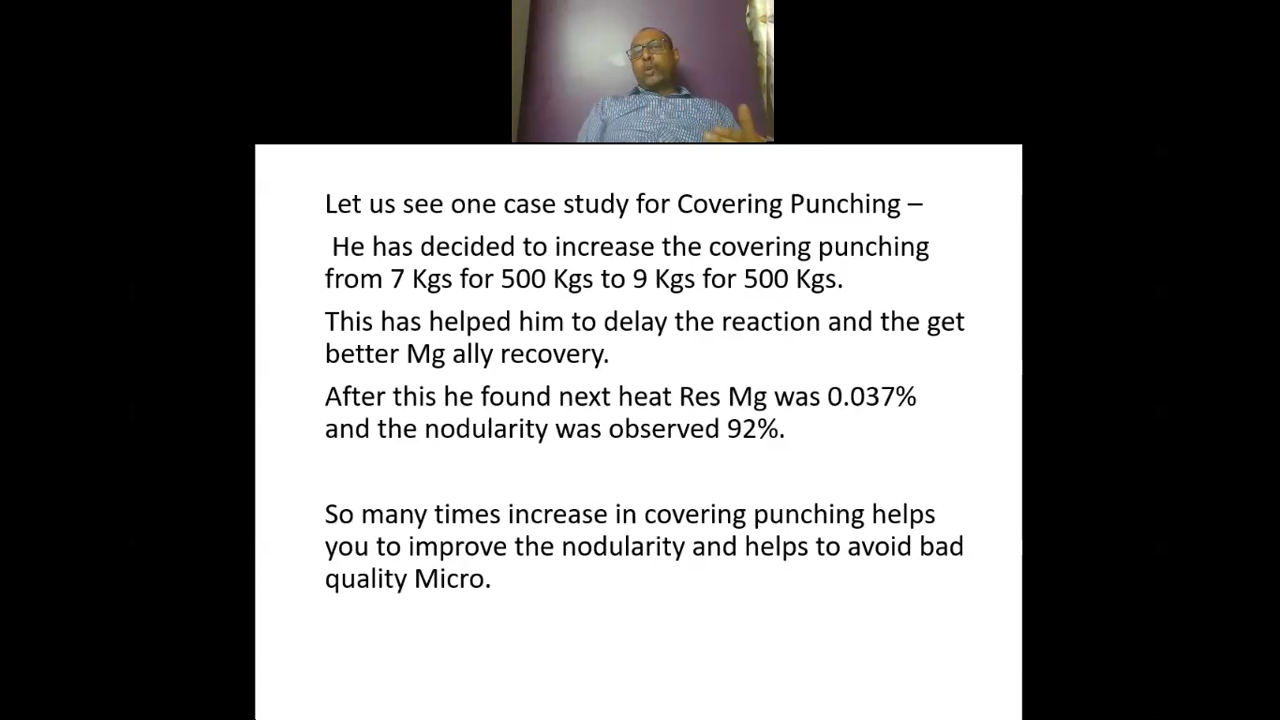 Let us see one case study for Covering Punching –
He has decided to increase the covering punching
from 7 Kgs for 500 Kgs to 9 Kgs for 500 Kgs.
This has helped him to delay the reaction and the get
better Mg ally recovery.
After this he found next heat Res Mg was 0.037%
and the nodularity was observed 92%.
So many times increase in covering punching helps
you to improve the nodularity and helps to avoid bad
quality Micro.